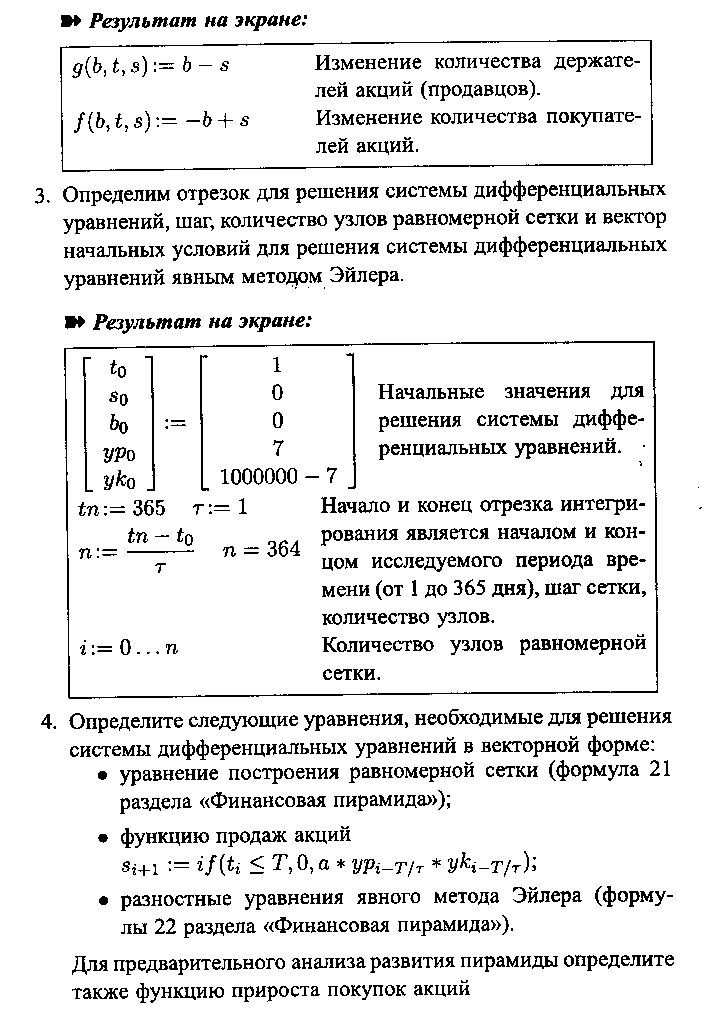 ➽ Результат на экране:
g(b, t, s) := b − s Изменение количества держате-
лей акций (продавцов).
f(b, t, s) := −b + s Изменение количества покупате-
лей акций.
3. Определим отрезок для решения системы дифференциальных
уравнений, шаг, количество узлов равномерной сетки и вектор
начальных условий для решения системы дифференциальных
уравнений явным методом Эйлера.
➽ Результат на экране:
t₀ 1
s₀ 0 Начальные значения для
b₀ := 0 решения системы диффе-
yp₀ 7 ренциальных уравнений.
yk₀ 1000000 − 7
tn := 365 τ := 1 Начало и конец отрезка интегри-
n := (tn − t₀)/τ n = 364 рования является началом и кон-
цом исследуемого периода вре-
мени (от 1 до 365 дня), шаг сетки,
количество узлов.
i := 0...n Количество узлов равномерной
сетки.
4. Определите следующие уравнения, необходимые для решения
системы дифференциальных уравнений в векторной форме:
• уравнение построения равномерной сетки (формула 21
раздела «Финансовая пирамида»);
• функцию продаж акций
sᵢ₊₁ := if(tᵢ ≤ T, 0, a * ypᵢ₋T/τ * ykᵢ₋T/τ);
• разностные уравнения явного метода Эйлера (форму-
лы 22 раздела «Финансовая пирамида»).
Для предварительного анализа развития пирамиды определите
также функцию прироста покупок акций